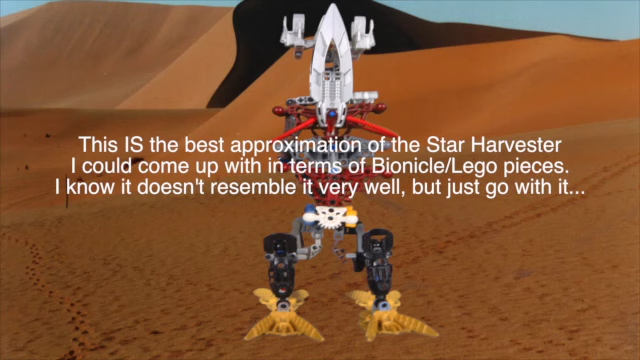 This IS the best approximation of the Star Harvester
I could come up with in terms of Bionicle/Lego pieces.
I know it doesn't resemble it very well, but just go with it...